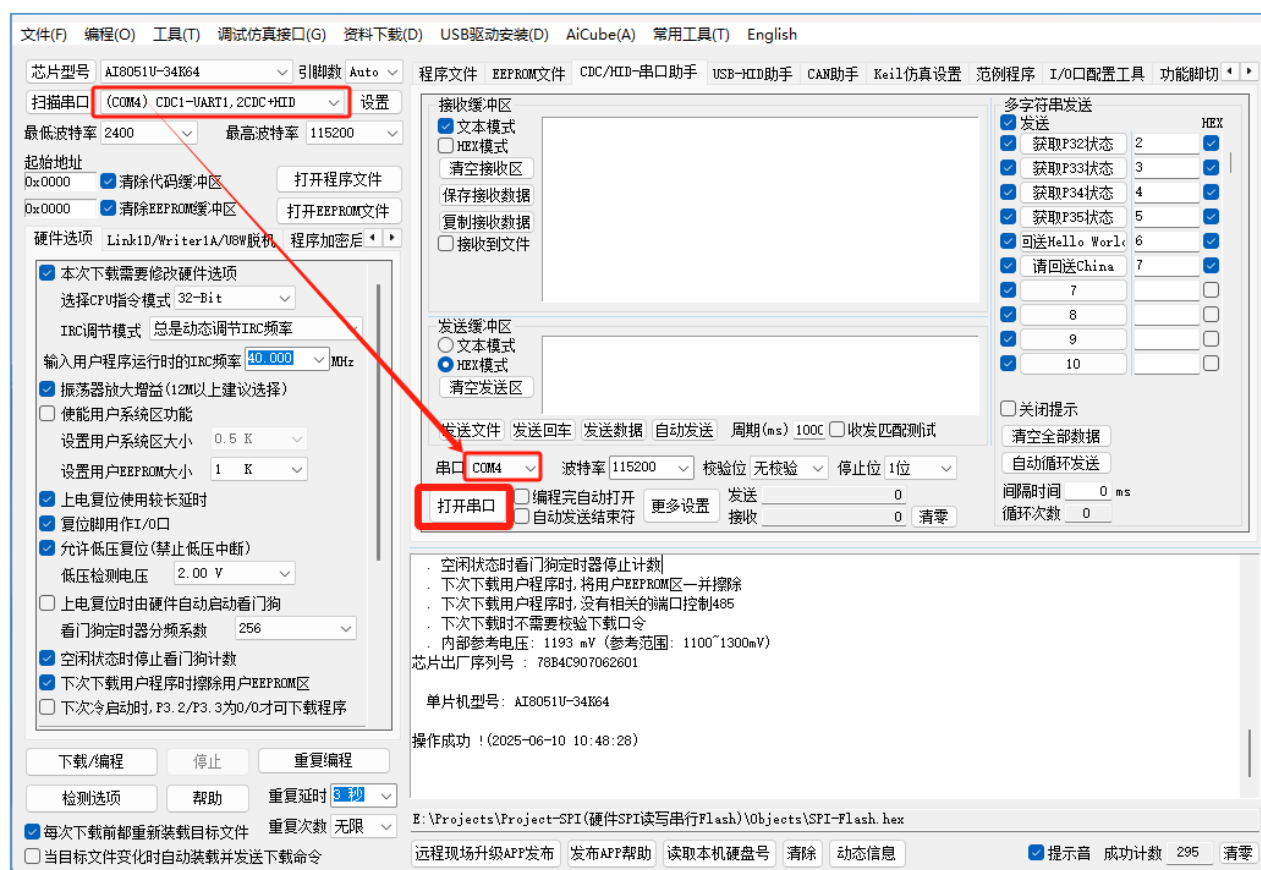 文件(F) 编程(O) 工具(T) 调试仿真接口(G) 资料下载(D) USB驱动安装(D) AiCube(A) 常用工具(T) English
芯片型号 AI8051U-34K64 引脚数 Auto
扫描串口 (COM4) CDC1-UART1,2CDC+HID 设置
最低波特率 2400 最高波特率 115200
起始地址
0x0000 清除代码缓冲区 打开程序文件
0x0000 清除EEPROM缓冲区 打开EEPROM文件
硬件选项 Link1D/Writer1A/U8W脱机 程序加密后
本次下载需要修改硬件选项
选择CPU指令模式 32-Bit
IRC调节模式 总是动态调节IRC频率
输入用户程序运行时的IRC频率 40.000 MHz
振荡器放大增益(12M以上建议选择)
使能用户系统区功能
设置用户系统区大小 0.5 K
设置用户EEPROM大小 1 K
上电复位使用较长延时
复位脚用作I/O口
允许低压复位(禁止低压中断)
低压检测电压 2.00 V
上电复位时由硬件自动启动看门狗
看门狗定时器分频系数 256
空闲状态时停止看门狗计数
下次下载用户程序时擦除用户EEPROM区
下次冷启动时,P3.2/P3.3为0/0才可下载程序
下载/编程 停止 重复编程
检测选项 帮助 重复延时 3 秒
每次下载前都重新装载目标文件 重复次数 无限
当目标文件变化时自动装载并发送下载命令
程序文件 EEPROM文件 CDC/HID-串口助手 USB-HID助手 CAN助手 Keil仿真设置 范例程序 I/O口配置工具 功能脚切
接收缓冲区
文本模式
HEX模式
清空接收区
保存接收数据
复制接收数据
接收到文件
发送缓冲区
文本模式
HEX模式
清空发送区
发送文件 发送回车 发送数据 自动发送 周期(ms) 1000 收发匹配测试
串口 COM4 波特率 115200 校验位 无校验 停止位 1位
打开串口 编程完自动打开 更多设置 发送 0
自动发送结束符 接收 0 清零
多字符串发送
发送 HEX
获取P32状态 2
获取P33状态 3
获取P34状态 4
获取P35状态 5
回送Hello Worl 6
请回送China 7
7
8
9
10
关闭提示
清空全部数据
自动循环发送
间隔时间 0 ms
循环次数 0
. 空闲状态时看门狗定时器停止计数
. 下次下载用户程序时,将用户EEPROM区一并擦除
. 下次下载用户程序时,没有相关的端口控制485
. 下次下载时不需要校验下载口令
. 内部参考电压: 1193 mV (参考范围: 1100~1300mV)
芯片出厂序列号 : 78B4C907062601
单片机型号: AI8051U-34K64
操作成功 !(2025-06-10 10:48:28)
E:\Projects\Project-SPI(硬件SPI读写串行Flash)\Objects\SPI-Flash.hex
远程现场升级APP发布 发布APP帮助 读取本机硬盘号 清除 动态信息 提示音 成功计数 295 清零